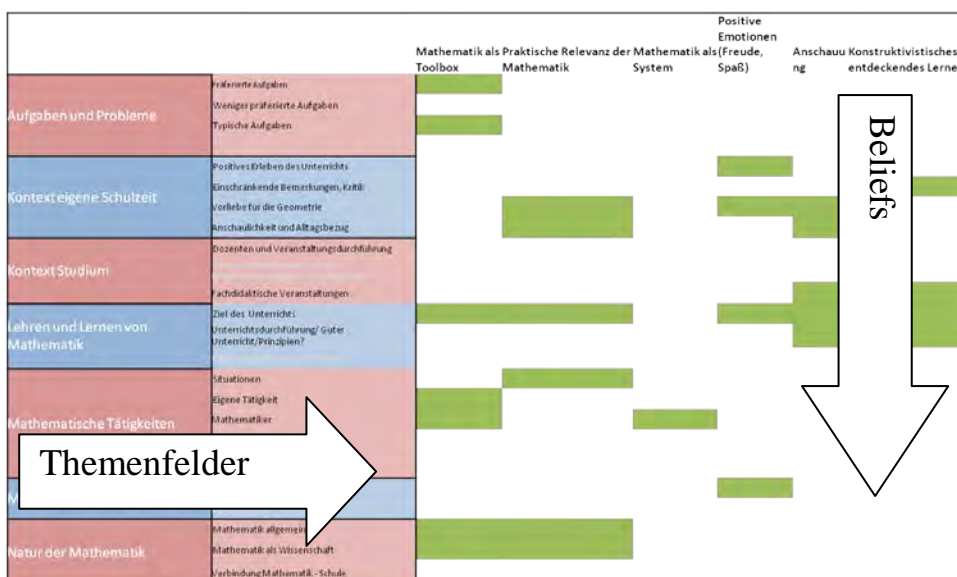 Mathematik als Toolbox
Praktische Relevanz der Mathematik
Mathematik als System
Positive Emotionen (Freude, Spaß)
Anschauu ng
Konstruktivistisches entdeckendes Lerne
Aufgaben und Probleme
Präferierte Aufgaben
Weniger präferierte Aufgaben
Typische Aufgaben
Kontext eigene Schulzeit
Positives Erleben des Unterrichts
Einschränkende Bemerkungen, Kritik
Vorliebe für die Geometrie
Anschaulichkeit und Alltagsbezug
Kontext Studium
Dozenten und Veranstaltungsdurchführung
Fachdidaktische Veranstaltungen
Lehren und Lernen von
Mathematik
Ziel des Unterrichts
Unterrichtsdurchführung/ Guter
Unterricht/Prinzipien?
Mathematische Tätigkeiten
Situationen
Eigene Tätigkeit
Mathematiker
M
Natur der Mathematik
Mathematik allgemein
Mathematik als Wissenschaft
Verbindung Mathematik - Schule
Themenfelder
Beliefs